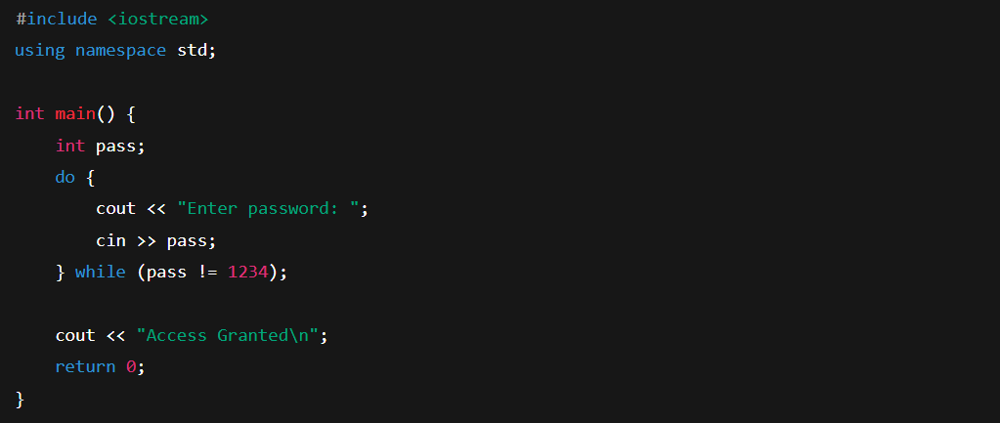 #include <iostream>
using namespace std;

int main() {
    int pass;
    do {
        cout << "Enter password: ";
        cin >> pass;
    } while (pass != 1234);

    cout << "Access Granted\n";
    return 0;
}